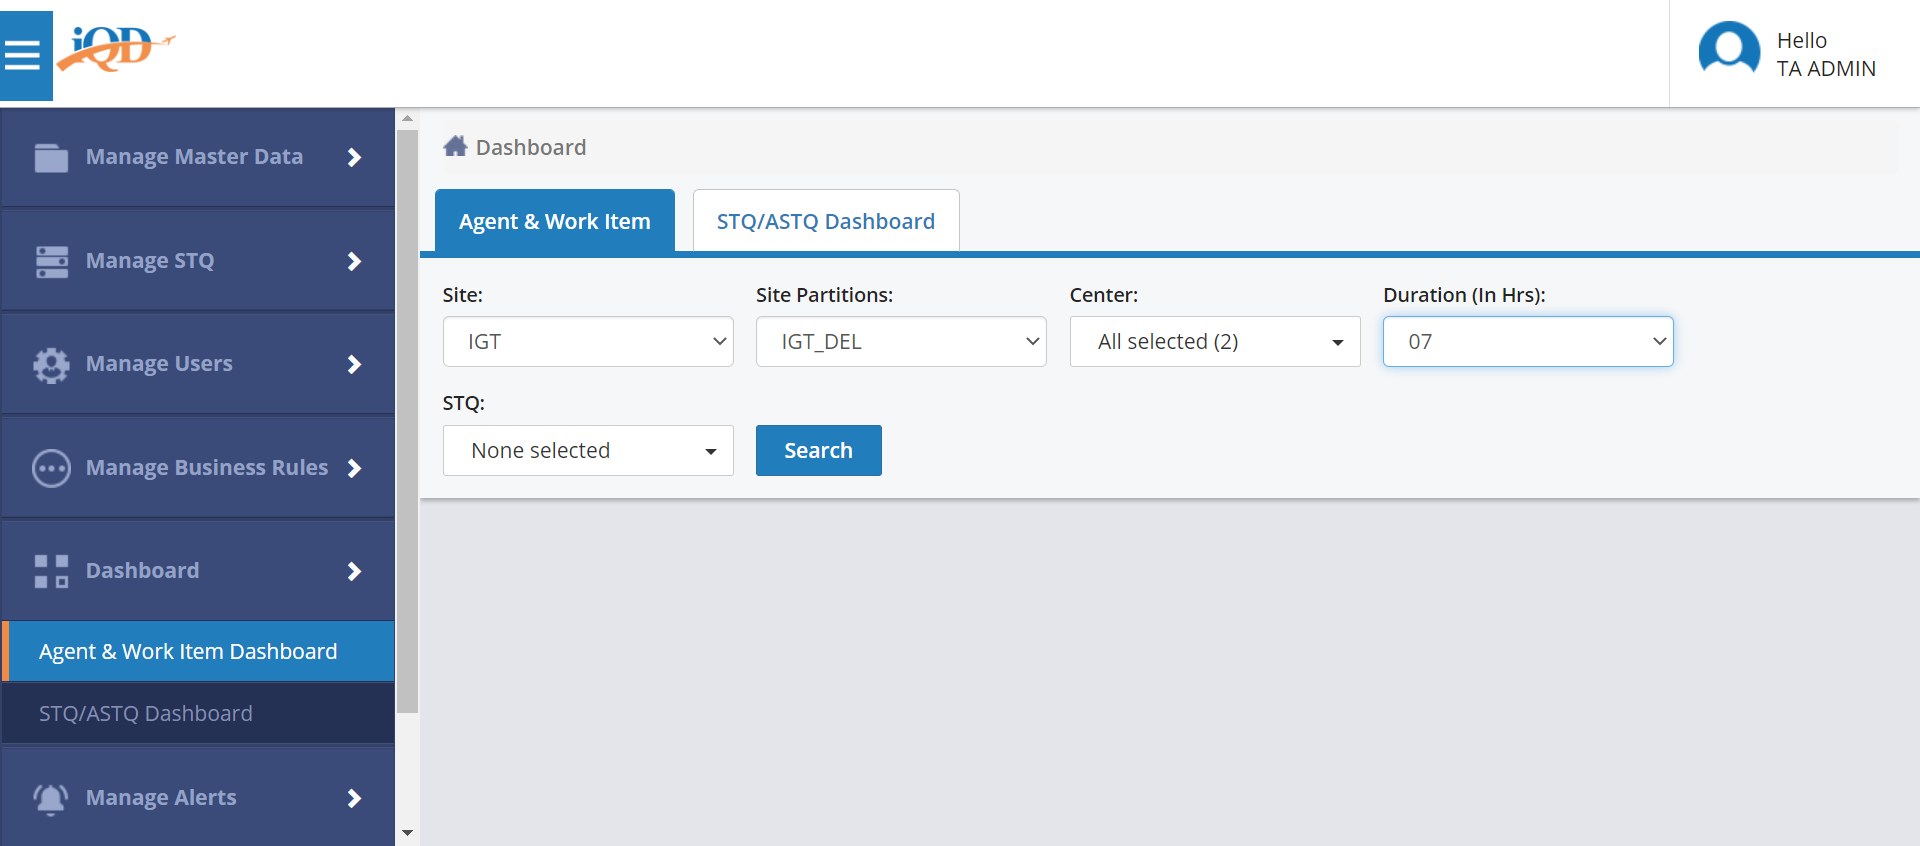 iQD
Hello
TA ADMIN
Manage Master Data
Manage STQ
Manage Users
Manage Business Rules
Dashboard
Agent & Work Item Dashboard
STQ/ASTQ Dashboard
Manage Alerts
Dashboard
Agent & Work Item
STQ/ASTQ Dashboard
Site:
Site Partitions:
Center:
Duration (In Hrs):
IGT
IGT_DEL
All selected (2)
07
STQ:
None selected
Search